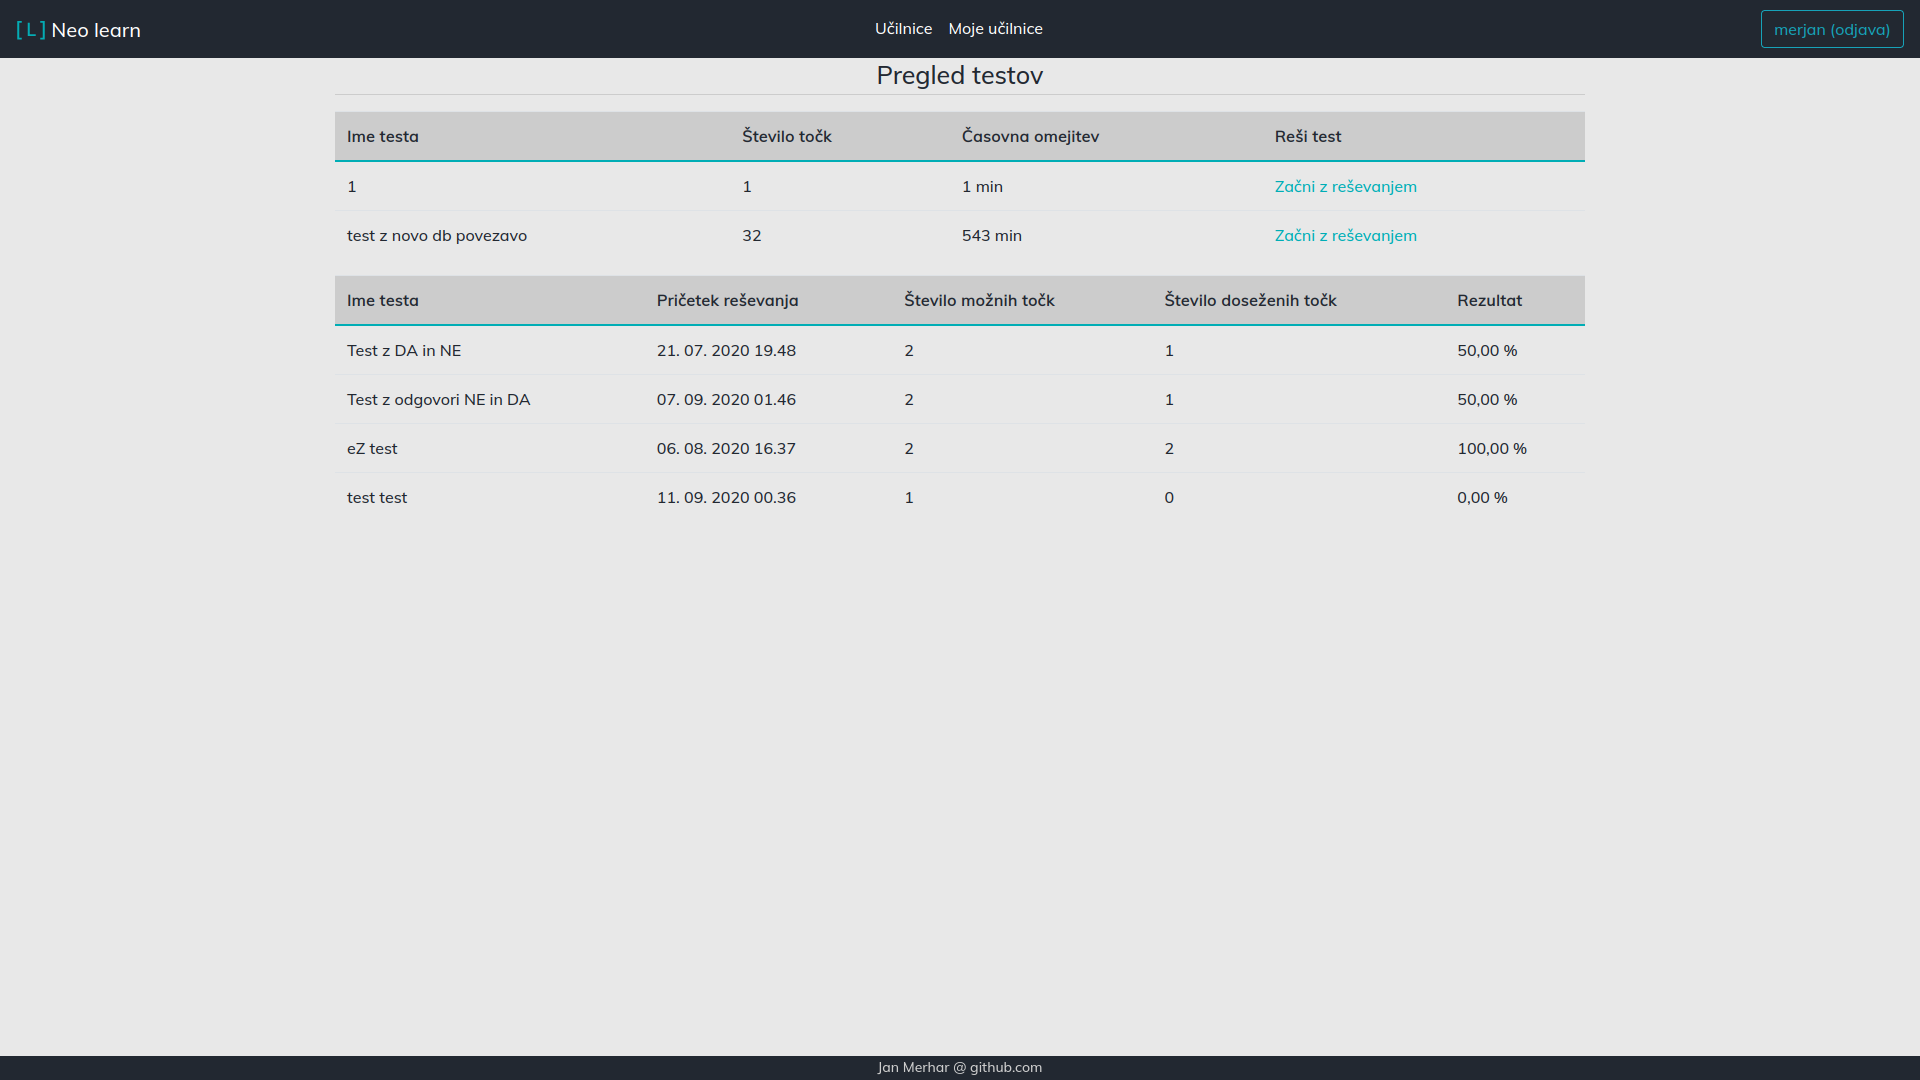 [L] Neo learn Učilnice Moje učilnice merjan (odjava)
Pregled testov
Ime testa Število točk Časovna omejitev Reši test
1 1 1 min Začni z reševanjem
test z novo db povezavo 32 543 min Začni z reševanjem
Ime testa Pričetek reševanja Število možnih točk Število doseženih točk Rezultat
Test z DA in NE 21. 07. 2020 19.48 2 1 50,00 %
Test z odgovori NE in DA 07. 09. 2020 01.46 2 1 50,00 %
eZ test 06. 08. 2020 16.37 2 2 100,00 %
test test 11. 09. 2020 00.36 1 0 0,00 %
Jan Merhar @ github.com